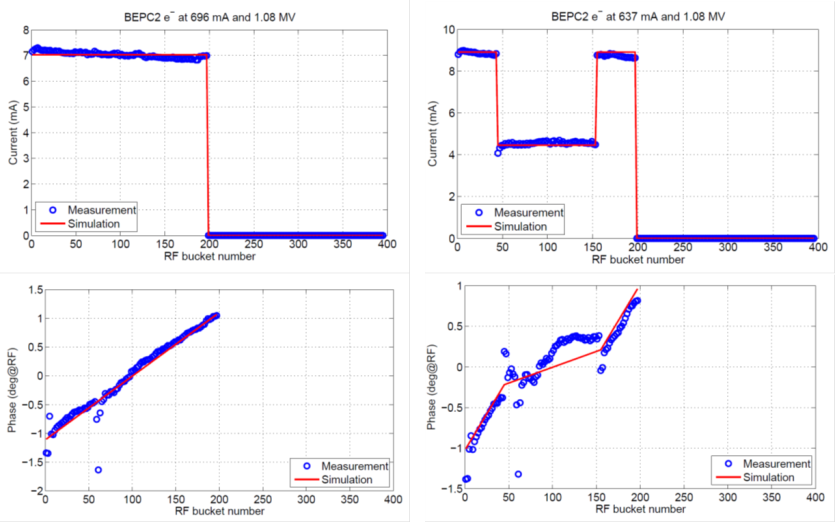 BEPC2 e⁻ at 696 mA and 1.08 MV
8
7
6
5
4
3
2
1
0
Current (mA)
Measurement
Simulation
0 50 100 150 200 250 300 350 400
RF bucket number
BEPC2 e⁻ at 637 mA and 1.08 MV
10
8
6
4
2
0
Current (mA)
Measurement
Simulation
0 50 100 150 200 250 300 350 400
RF bucket number
1.5
1
0.5
0
−0.5
−1
−1.5
−2
Phase (deg@RF)
Measurement
Simulation
0 50 100 150 200 250 300 350 400
RF bucket number
1
0.5
0
−0.5
−1
−1.5
Phase (deg@RF)
Measurement
Simulation
0 50 100 150 200 250 300 350 400
RF bucket number